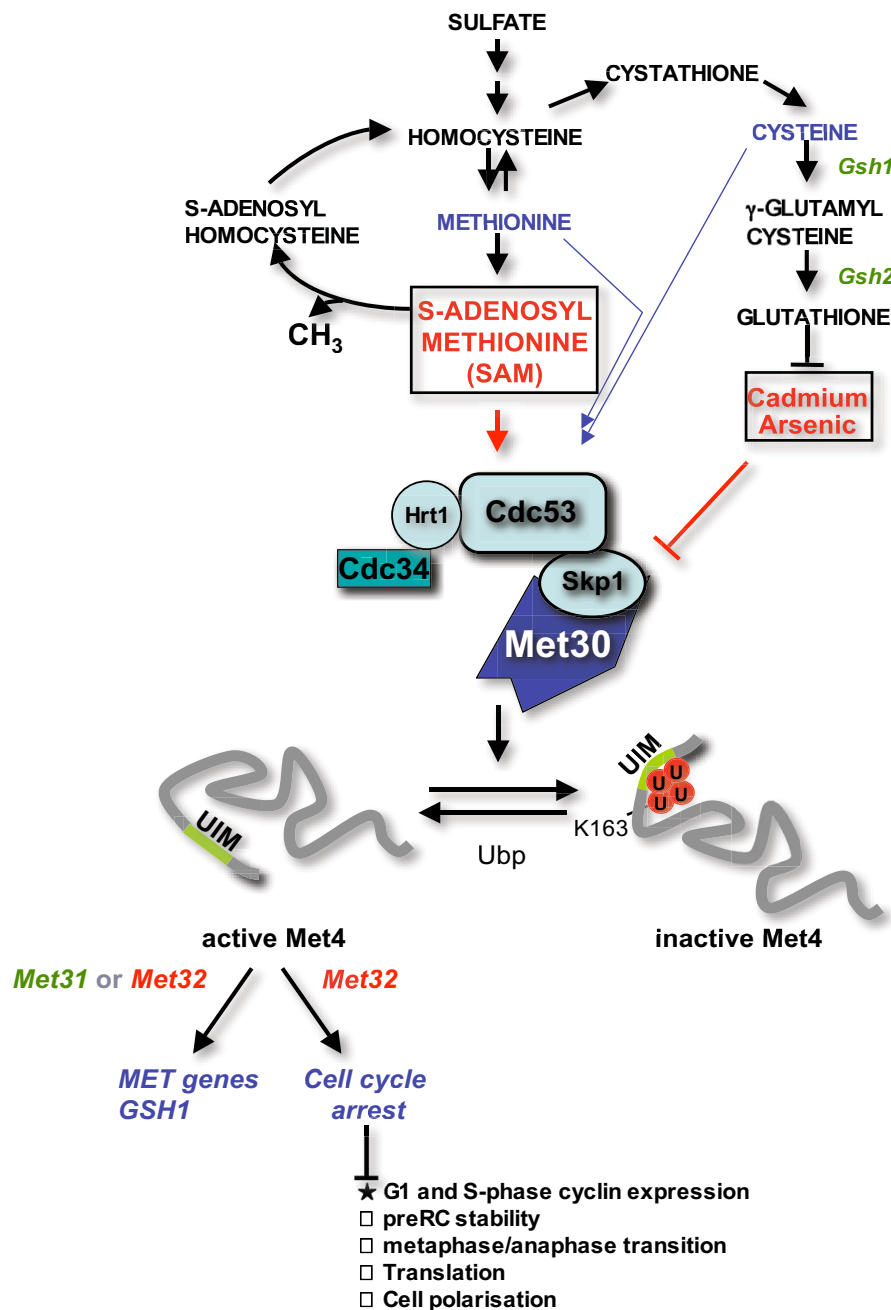 SULFATE
CYSTATHIONE
HOMOCYSTEINE
CYSTEINE
Gsh1
S-ADENOSYL
HOMOCYSTEINE
METHIONINE
γ-GLUTAMYL
CYSTEINE
Gsh2
CH3
S-ADENOSYL
METHIONINE
(SAM)
GLUTATHIONE
Cadmium
Arsenic
Hrt1
Cdc53
Cdc34
Skp1
Met30
UIM
UIM
U
U
U
U
K163
Ubp
active Met4
inactive Met4
Met31 or Met32
Met32
MET genes
GSH1
Cell cycle
arrest
★ G1 and S-phase cyclin expression
□ preRC stability
□ metaphase/anaphase transition
□ Translation
□ Cell polarisation